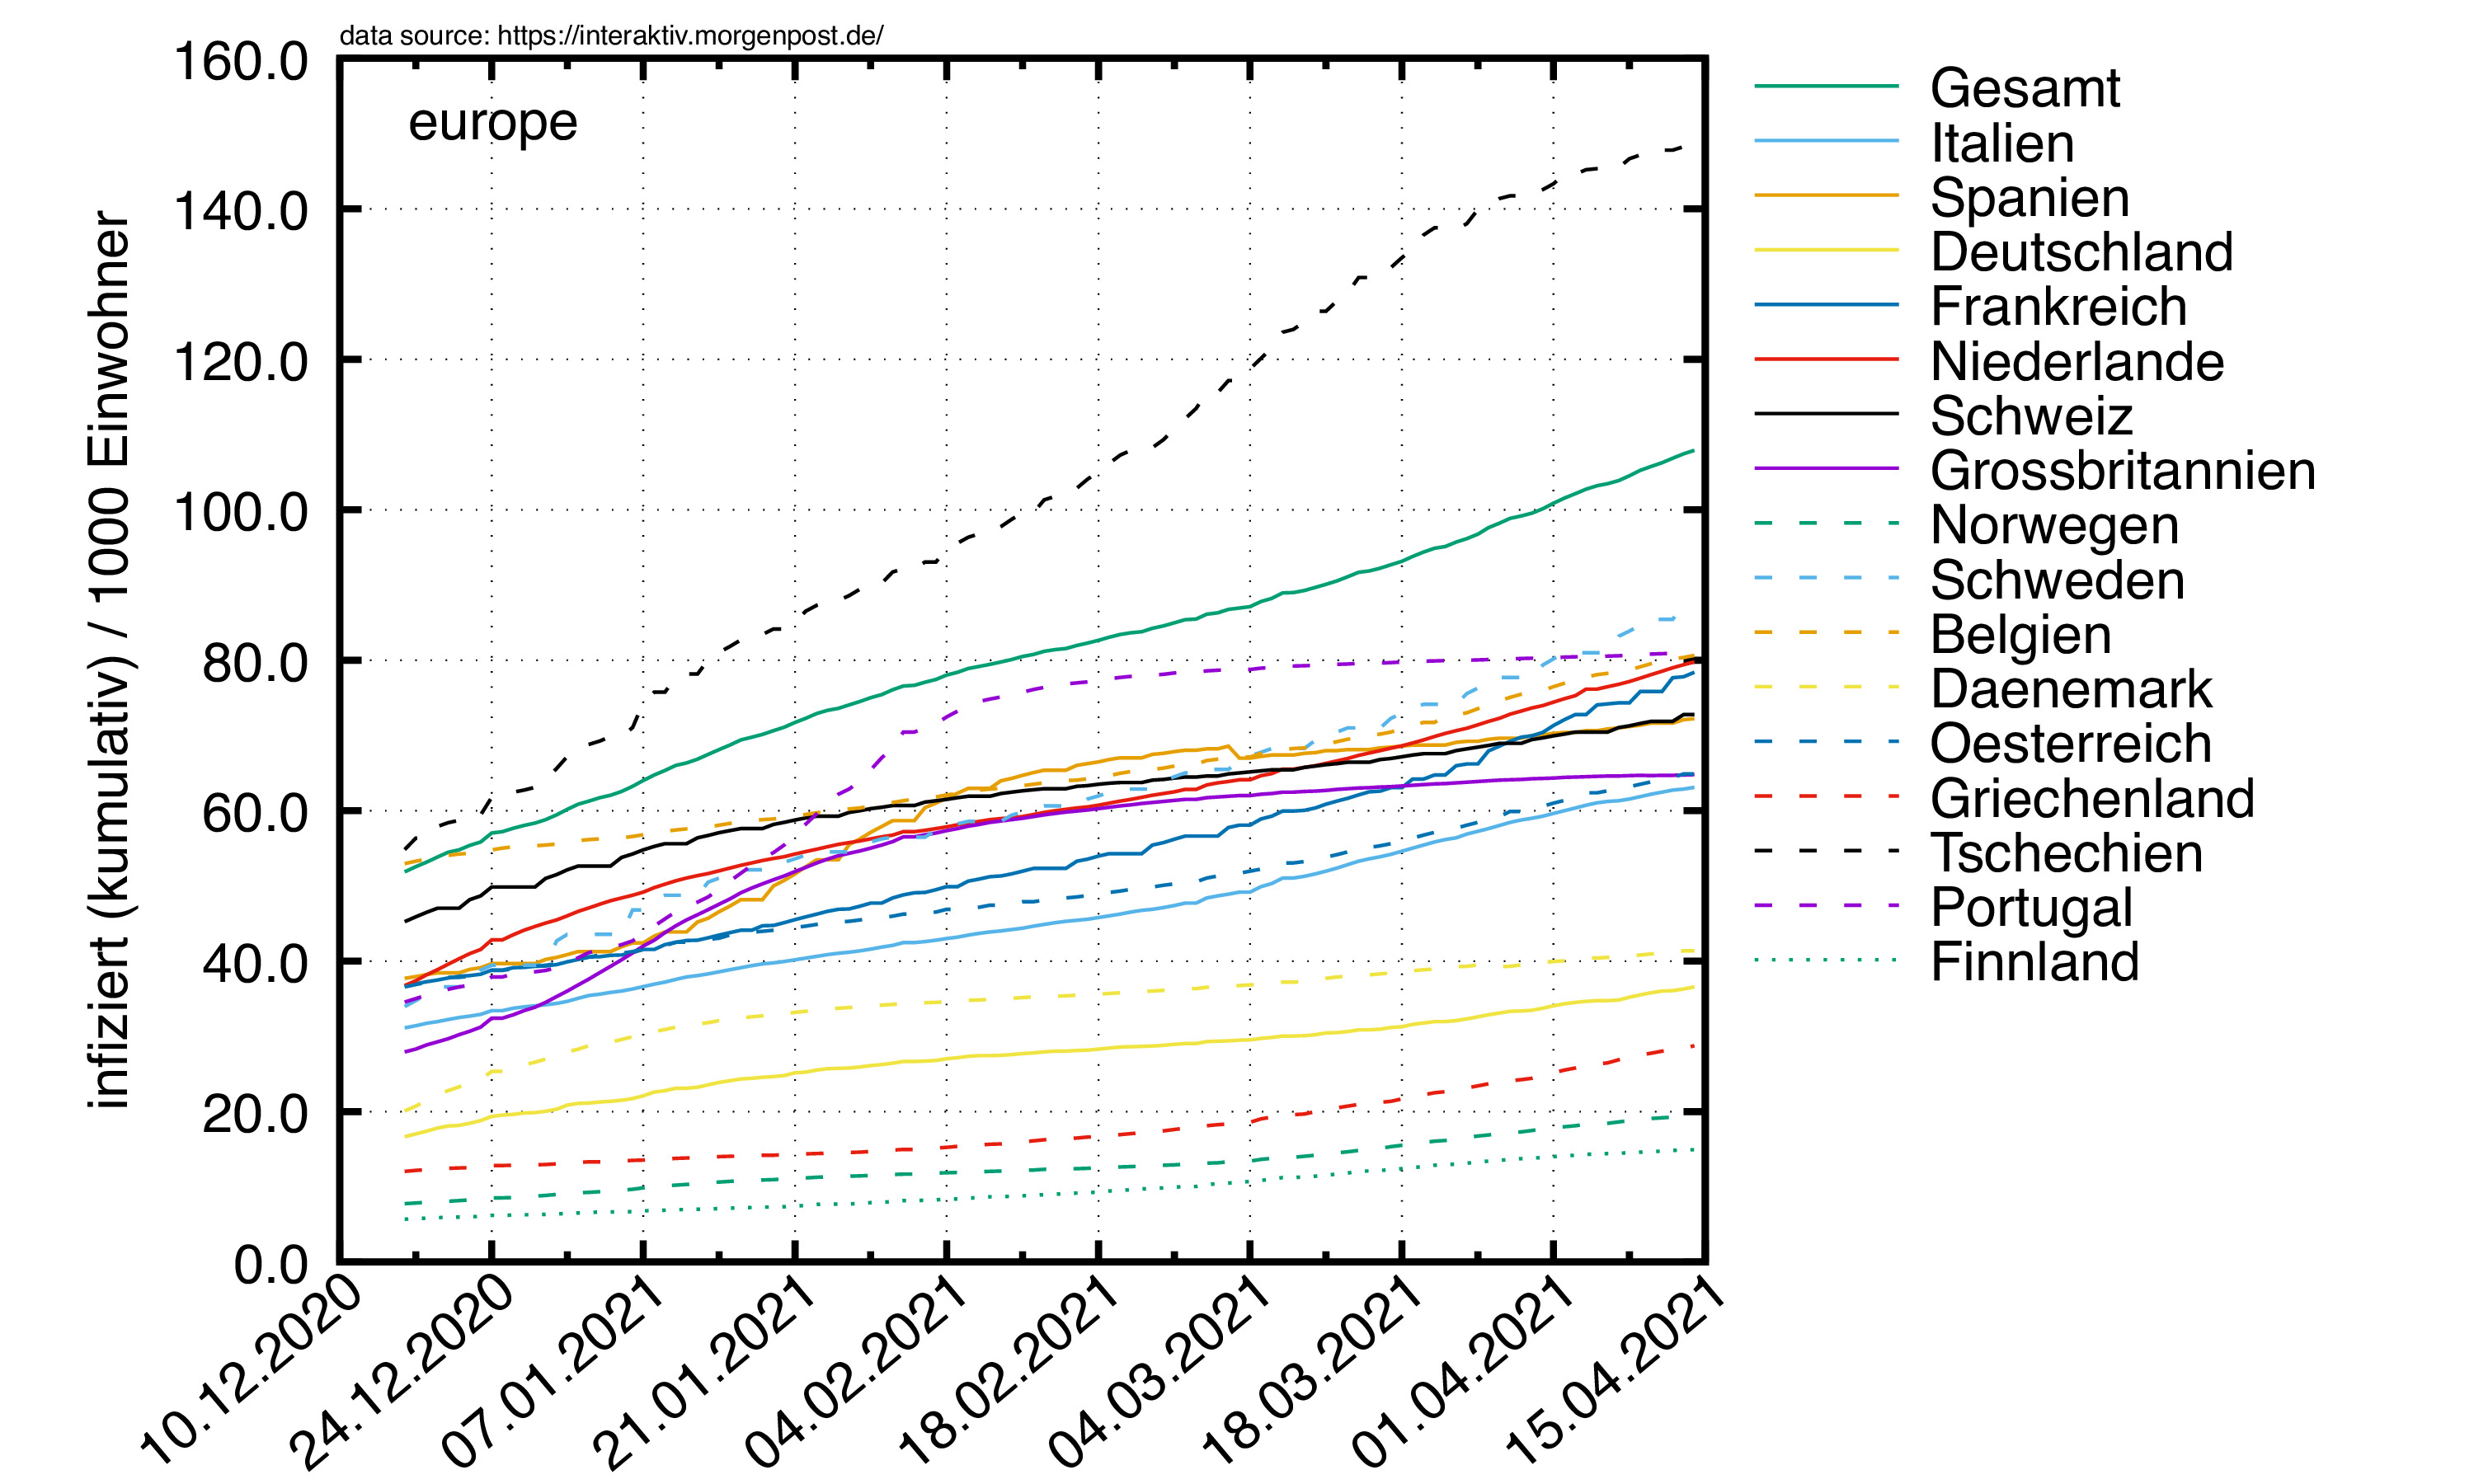 data source: https://interaktiv.morgenpost.de/
europe
infiziert (kumulativ) / 1000 Einwohner
160.0
140.0
120.0
100.0
80.0
60.0
40.0
20.0
0.0
10.12.2020
24.12.2020
07.01.2021
21.01.2021
04.02.2021
18.02.2021
04.03.2021
18.03.2021
01.04.2021
15.04.2021
Gesamt
Italien
Spanien
Deutschland
Frankreich
Niederlande
Schweiz
Grossbritannien
Norwegen
Schweden
Belgien
Daenemark
Oesterreich
Griechenland
Tschechien
Portugal
Finnland